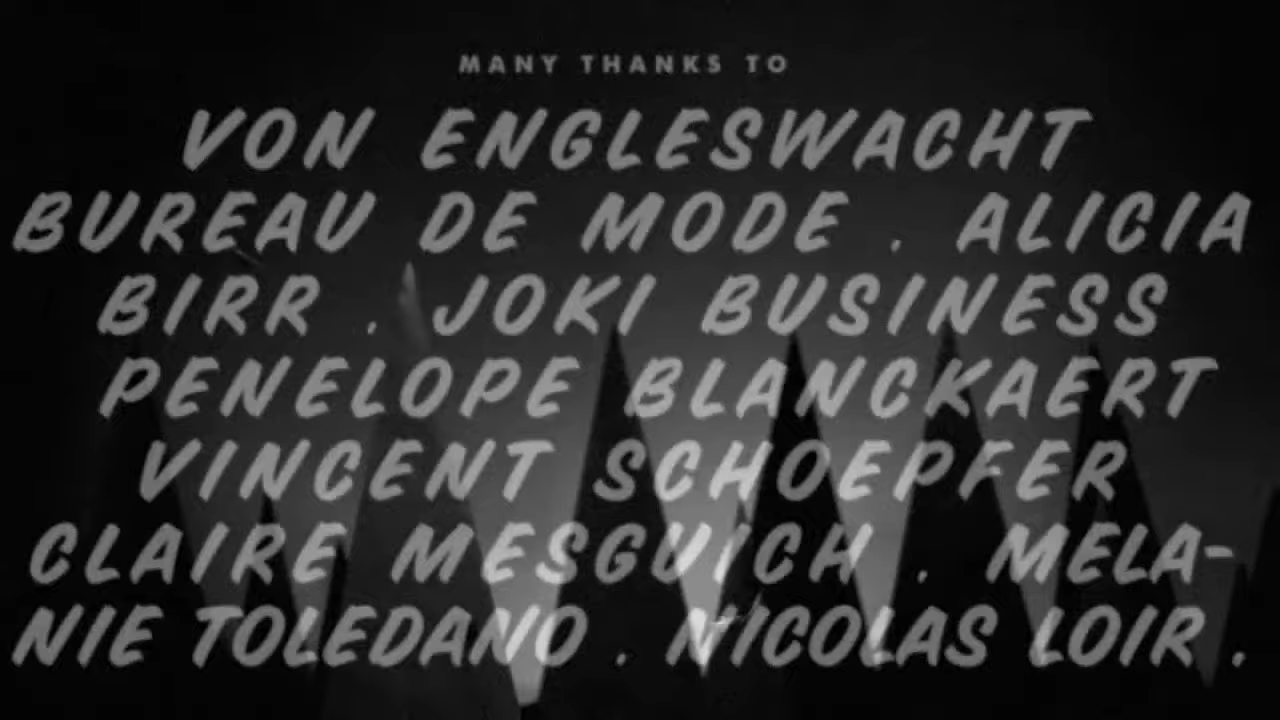 MANY THANKS TO
VON ENGLESWACHT
BUREAU DE MODE . ALICIA
BIRR . JOKI BUSINESS
PENELOPE BLANCKAERT
VINCENT SCHOEPFER
CLAIRE MESGUICH . MELA-
NIE TOLEDANO . NICOLAS LOIR .